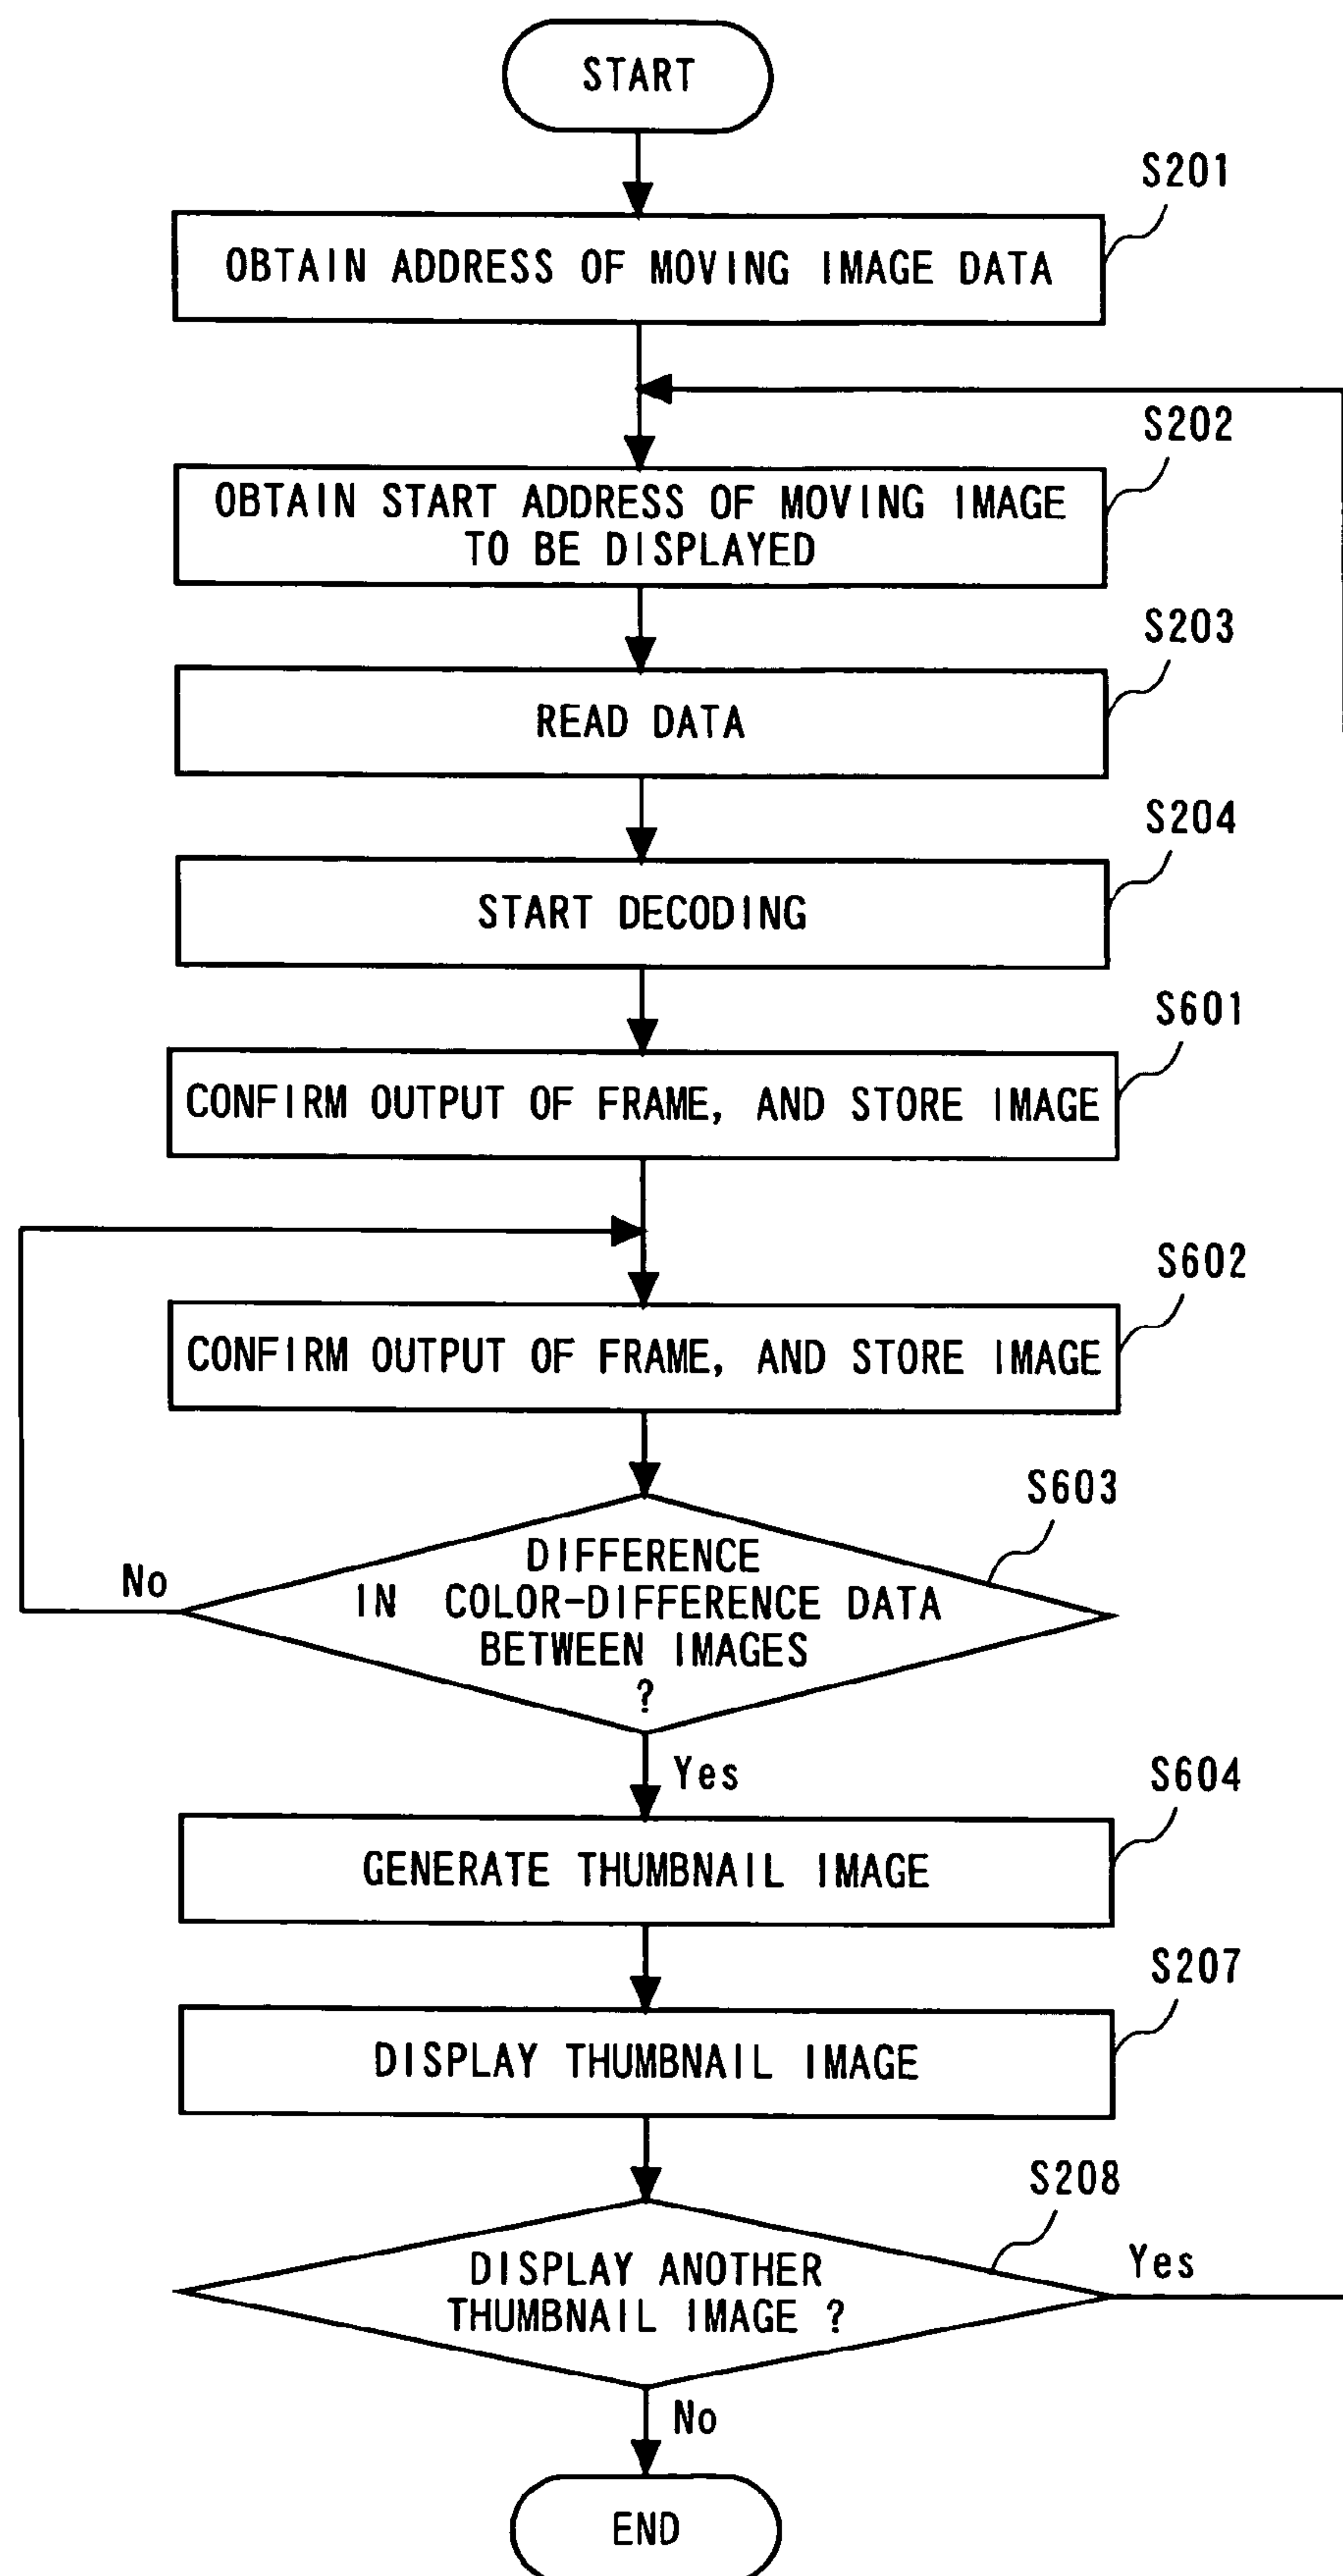 START
S201
OBTAIN ADDRESS OF MOVING IMAGE DATA
S202
OBTAIN START ADDRESS OF MOVING IMAGE
TO BE DISPLAYED
S203
READ DATA
S204
START DECODING
S601
CONFIRM OUTPUT OF FRAME, AND STORE IMAGE
S602
CONFIRM OUTPUT OF FRAME, AND STORE IMAGE
S603
DIFFERENCE
IN COLOR-DIFFERENCE DATA
BETWEEN IMAGES
?
No
Yes
S604
GENERATE THUMBNAIL IMAGE
S207
DISPLAY THUMBNAIL IMAGE
S208
DISPLAY ANOTHER
THUMBNAIL IMAGE ?
Yes
No
END